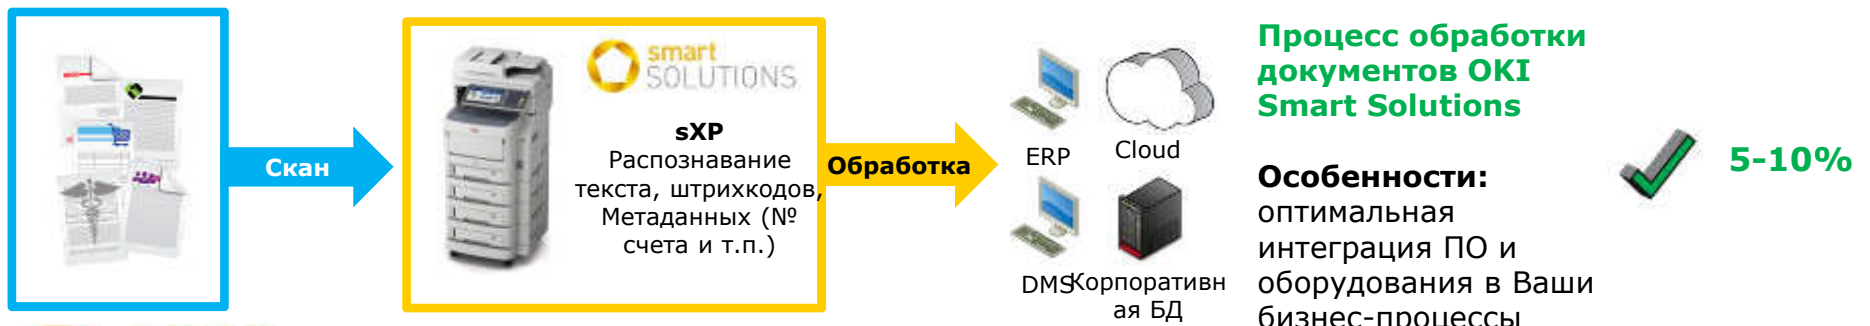 Скан
smart
SOLUTIONS
sXP
Распознавание
текста, штрихкодов,
Метаданных (№
счета и т.п.)
Обработка
ERP
Cloud
DMS
Корпоративн
ая БД
Процесс обработки
документов OKI
Smart Solutions
Особенности:
оптимальная
интеграция ПО и
оборудования в Ваши
бизнес-процессы
5-10%